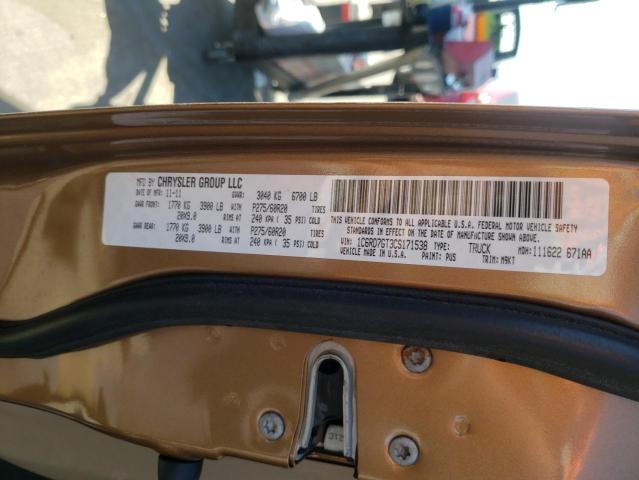 MFD BY CHRYSLER GROUP LLC
DATE OF MFR: 11-11 GVWR: 3040 KG 6700 LB
GAWR FRONT: 1770 KG 3900 LB WITH P275/60R20 TIRES
20X9.0 RIMS AT 240 KPA ( 35 PSI) COLD
GAWR REAR: 1770 KG 3900 LB WITH P275/60R20 TIRES
20X9.0 RIMS AT 240 KPA ( 35 PSI) COLD
THIS VEHICLE CONFORMS TO ALL APPLICABLE U.S.A. FEDERAL MOTOR VEHICLE SAFETY
STANDARDS IN EFFECT ON THE DATE OF MANUFACTURE SHOWN ABOVE.
VIN: 1C6RD7GT3CS171538 TYPE: TRUCK MDH: 111622 671AA
VEHICLE MADE IN U.S.A. PAINT: PUS TRIM: M9KT